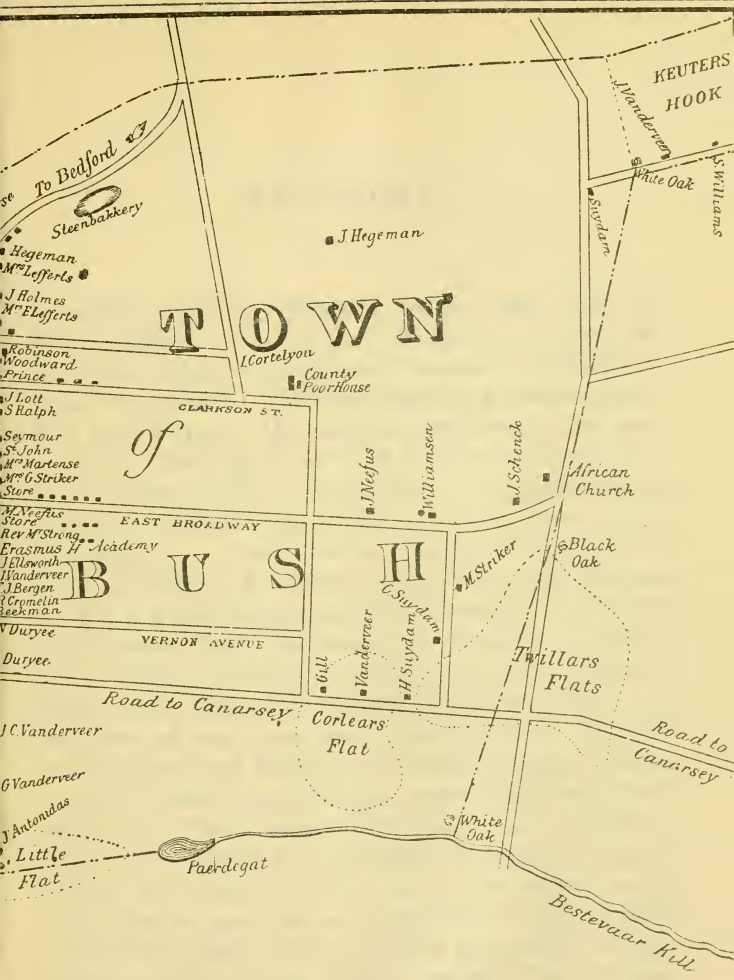 KEUTERS
HOOK
J. Vanderveer
White Oak
S. Williams
Suydam
To Bedford
Steenbakkery
J. Hegeman
Hegeman
Mrs Lefferts
J Holmes
Mrs E Lefferts
TOWN
Robinson
Woodward
Prince
I. Cortelyou
County
Poor House
J Lott
S Ralph
CLARKSON ST.
of
Seymour
St John
Mrs Martense
Mrs G Striker
Store
J. Neefus
Williamsen
J. Schenck
African
Church
M. Neefus
Store
EAST BROADWAY
Rev Mr Strong
Erasmus H Academy
J Ellsworth
J. Vanderveer
J. Bergen
R Cromelin
Beekman
BUSH
M. Striker
Black
Oak
C. Suydam
Duryee
VERNON AVENUE
Duryee
Gill
Vanderveer
H Suydam
Twillars
Flats
Road to Canarsey
Corlears
Flat
Road to
Canarsey
J C. Vanderveer
G Vanderveer
J Antonidas
Little
Flat
Paerdegat
White
Oak
Bestevaar Kill